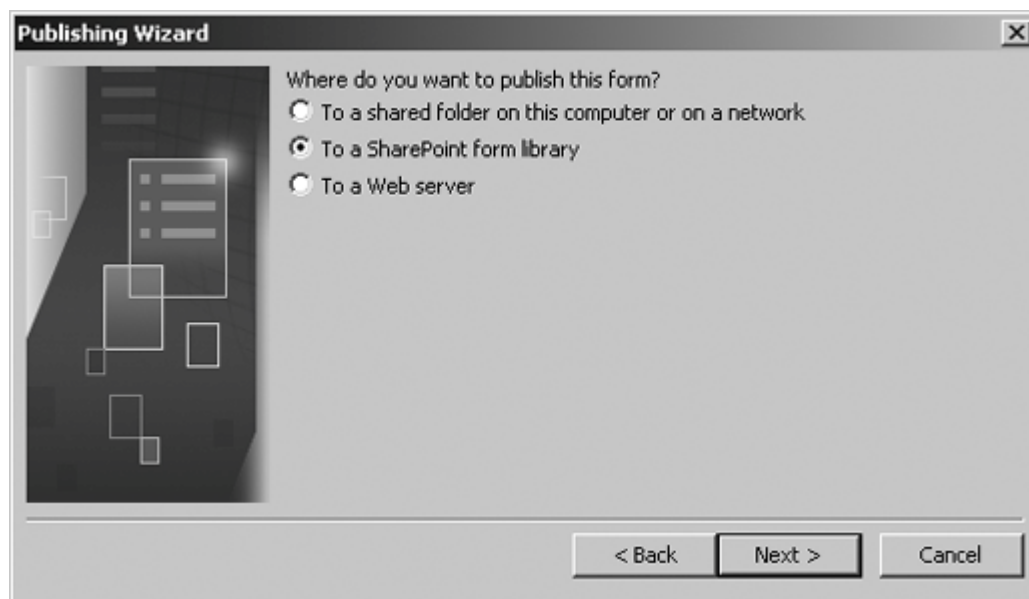 Publishing Wizard
Where do you want to publish this form?
To a shared folder on this computer or on a network
To a SharePoint form library
To a Web server
< Back
Next >
Cancel